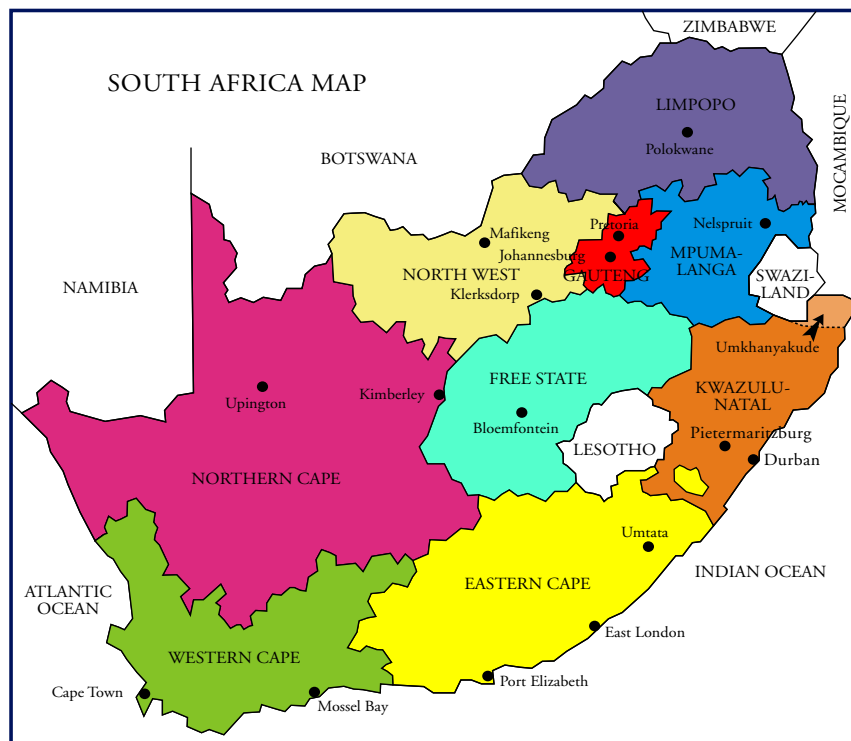 ZIMBABWE
SOUTH AFRICA MAP
LIMPOPO
Polokwane
BOTSWANA
MOCAMBIQUE
Pretoria
Nelspruit
Mafikeng
Johannesburg
MPUMA-
LANGA
NORTH WEST
GAUTENG
SWAZI-
LAND
NAMIBIA
Klerksdorp
Umkhanyakude
FREE STATE
KWAZULU-
NATAL
Upington
Kimberley
Bloemfontein
Pietermaritzburg
LESOTHO
Durban
NORTHERN CAPE
Umtata
INDIAN OCEAN
EASTERN CAPE
ATLANTIC
OCEAN
East London
WESTERN CAPE
Port Elizabeth
Cape Town
Mossel Bay